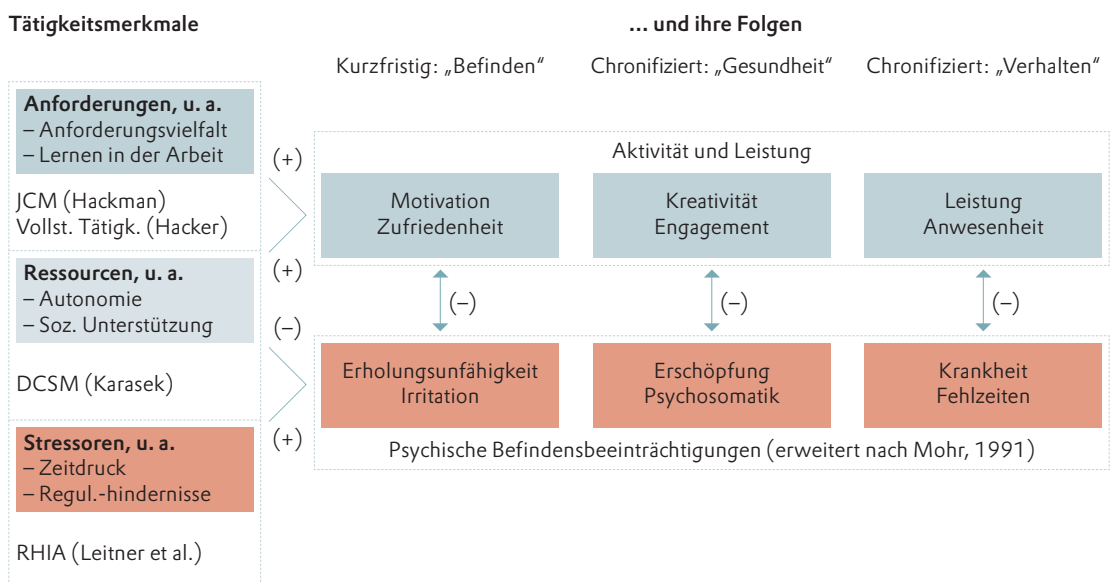 Tätigkeitsmerkmale
... und ihre Folgen
Kurzfristig: „Befinden“
Chronifiziert: „Gesundheit“
Chronifiziert: „Verhalten“
Anforderungen, u. a.
– Anforderungsvielfalt
– Lernen in der Arbeit
JCM (Hackman)
Vollst. Tätigk. (Hacker)
(+)
Ressourcen, u. a.
– Autonomie
– Soz. Unterstützung
(+)
(–)
DCSM (Karasek)
Stressoren, u. a.
– Zeitdruck
– Regul.-hindernisse
(+)
RHIA (Leitner et al.)
Aktivität und Leistung
Motivation
Zufriedenheit
Kreativität
Engagement
Leistung
Anwesenheit
(–)
(–)
(–)
Erholungsunfähigkeit
Irritation
Erschöpfung
Psychosomatik
Krankheit
Fehlzeiten
Psychische Befindensbeeinträchtigungen (erweitert nach Mohr, 1991)